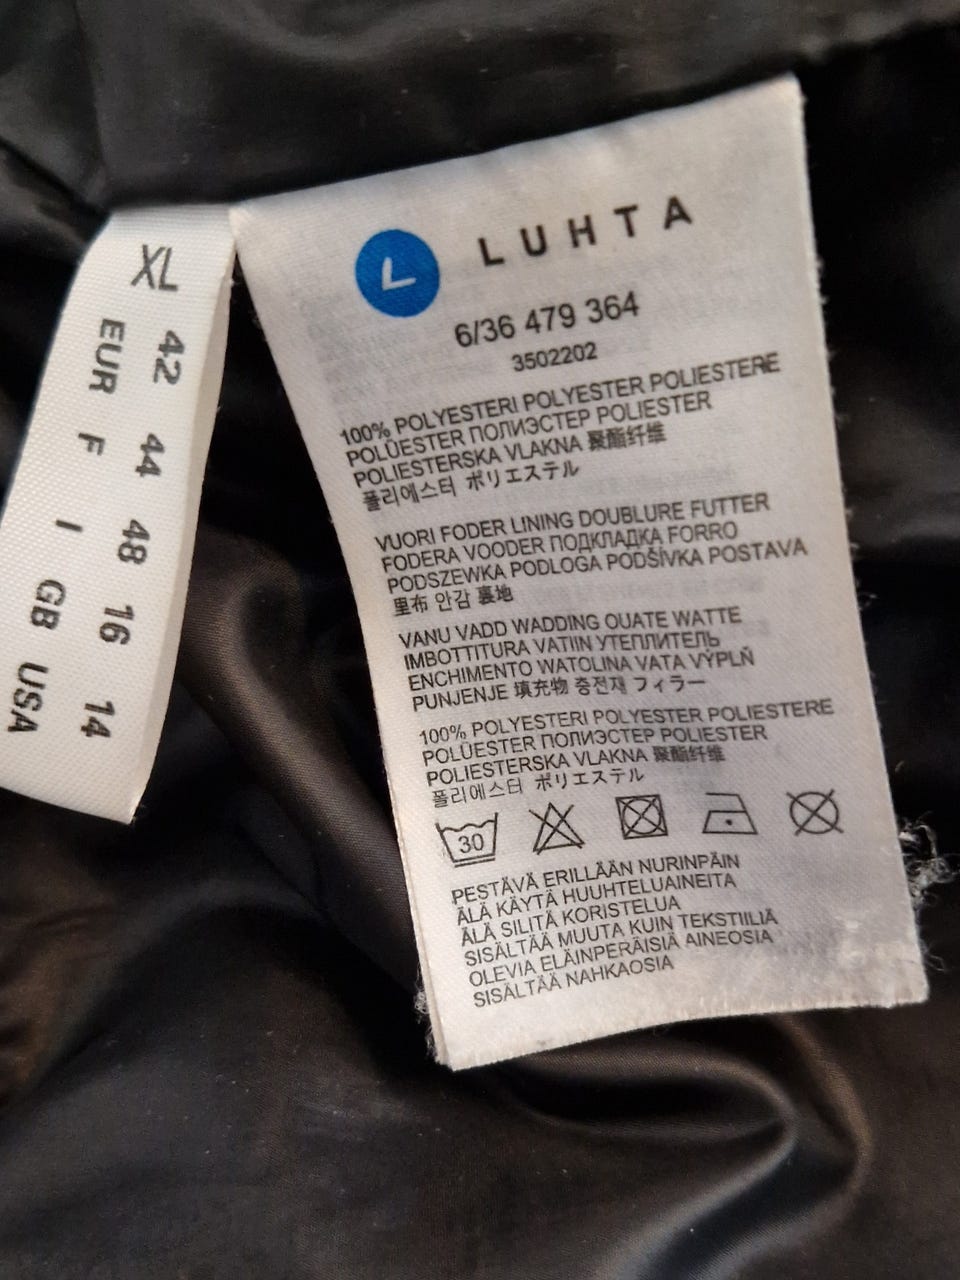 XL
42 44 48 16 14
EUR F I GB USA
L LUHTA
6/36 479 364
3502202
100% POLYESTERI POLYESTER POLIESTERE
POLÜESTER ПОЛИЭСТЕР POLIESTER
POLIESTERSKA VLAKNA 聚酯纤维
폴리에스터 ポリエステル
VUORI FODER LINING DOUBLURE FUTTER
FODERA VOODER ПОДКЛАДКА FORRO
PODSZEWKA PODLOGA PODŠÍVKA POSTAVA
里布 안감 裏地
VANU VADD WADDING OUATE WATTE
IMBOTTITURA VATIIN УТЕПЛИТЕЛЬ
ENCHIMENTO WATOLINA VATA VÝPLŇ
PUNJENJE 填充物 충전재 フィラー
100% POLYESTERI POLYESTER POLIESTERE
POLÜESTER ПОЛИЭСТЕР POLIESTER
POLIESTERSKA VLAKNA 聚酯纤维
폴리에스터 ポリエステル
30
PESTÄVÄ ERILLÄÄN NURINPÄIN
ÄLÄ KÄYTÄ HUUHTELUAINEITA
ÄLÄ SILITÄ KORISTELUA
SISÄLTÄÄ MUUTA KUIN TEKSTIILIÄ
OLEVIA ELÄINPERÄISIÄ AINEOSIA
SISÄLTÄÄ NAHKAOSIA